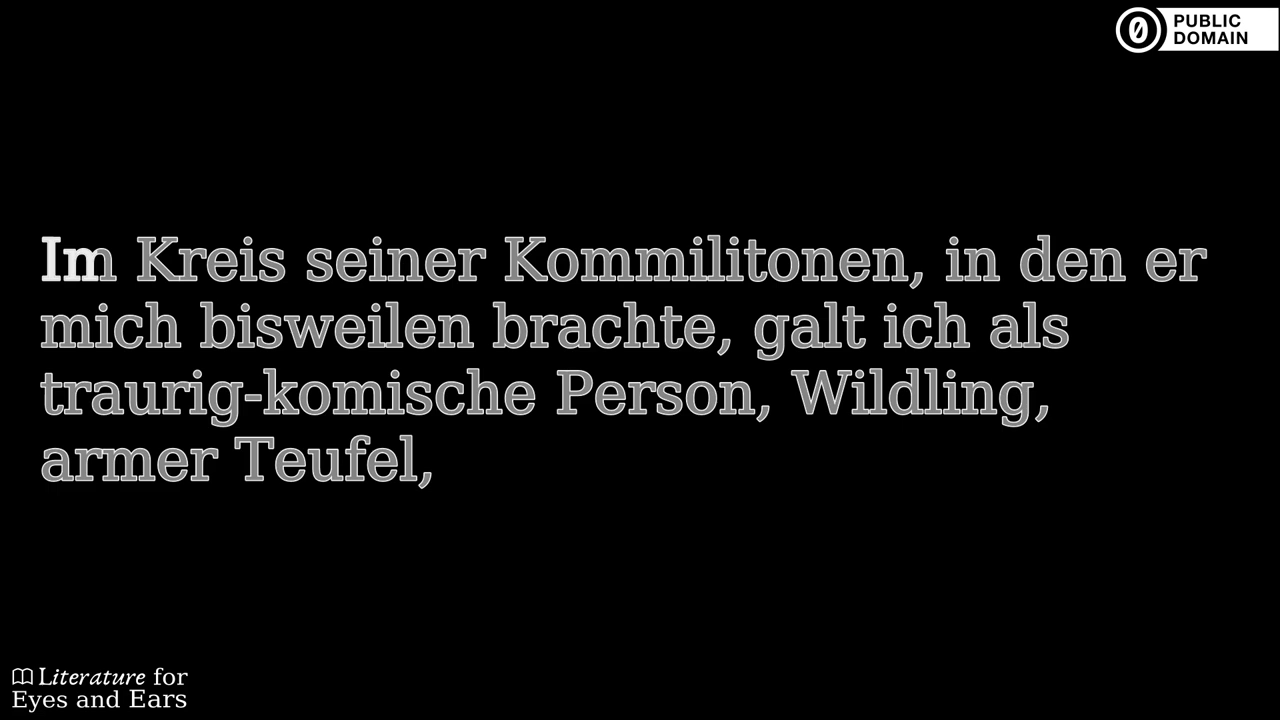 PUBLIC
DOMAIN
Im Kreis seiner Kommilitonen, in den er
mich bisweilen brachte, galt ich als
traurig-komische Person, Wildling,
armer Teufel,
Literature for
Eyes and Ears